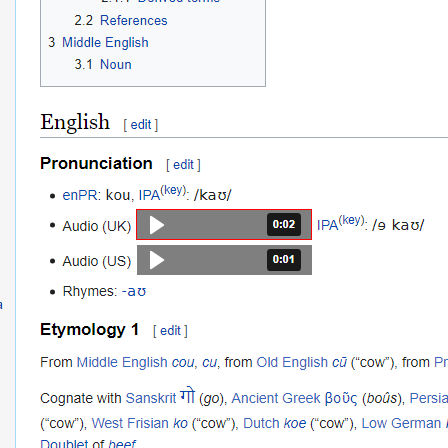 2.2 References
3 Middle English
3.1 Noun
English [ edit ]
Pronunciation [ edit ]
• enPR: kou, IPA(key): /kaʊ/
• Audio (UK) 0:02 IPA(key): /ɘ kaʊ/
• Audio (US) 0:01
• Rhymes: -aʊ
Etymology 1 [ edit ]
From Middle English cou, cu, from Old English cū (“cow”), from Pr
Cognate with Sanskrit गो (go), Ancient Greek βοῦς (boûs), Persia
(“cow”), West Frisian ko (“cow”), Dutch koe (“cow”), Low German
Doublet of beef.